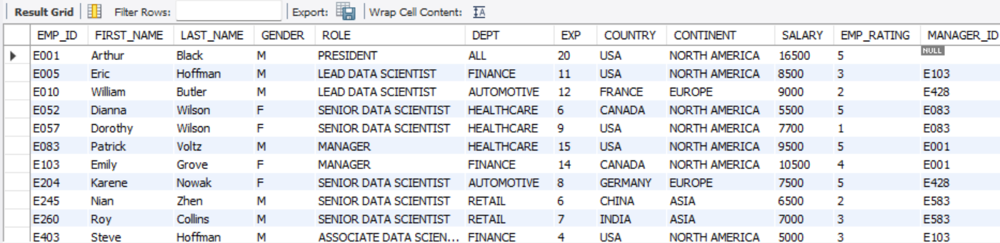 Result Grid Filter Rows: Export: Wrap Cell Content: IA
EMP_ID FIRST_NAME LAST_NAME GENDER ROLE DEPT EXP COUNTRY CONTINENT SALARY EMP_RATING MANAGER_ID
E001 Arthur Black M PRESIDENT ALL 20 USA NORTH AMERICA 16500 5 NULL
E005 Eric Hoffman M LEAD DATA SCIENTIST FINANCE 11 USA NORTH AMERICA 8500 3 E103
E010 William Butler M LEAD DATA SCIENTIST AUTOMOTIVE 12 FRANCE EUROPE 9000 2 E428
E052 Dianna Wilson F SENIOR DATA SCIENTIST HEALTHCARE 6 CANADA NORTH AMERICA 5500 5 E083
E057 Dorothy Wilson F SENIOR DATA SCIENTIST HEALTHCARE 9 USA NORTH AMERICA 7700 1 E083
E083 Patrick Voltz M MANAGER HEALTHCARE 15 USA NORTH AMERICA 9500 5 E001
E103 Emily Grove F MANAGER FINANCE 14 CANADA NORTH AMERICA 10500 4 E001
E204 Karene Nowak F SENIOR DATA SCIENTIST AUTOMOTIVE 8 GERMANY EUROPE 7500 5 E428
E245 Nian Zhen M SENIOR DATA SCIENTIST RETAIL 6 CHINA ASIA 6500 2 E583
E260 Roy Collins M SENIOR DATA SCIENTIST RETAIL 7 INDIA ASIA 7000 3 E583
E403 Steve Hoffman M ASSOCIATE DATA SCIEN... FINANCE 4 USA NORTH AMERICA 5000 3 E103